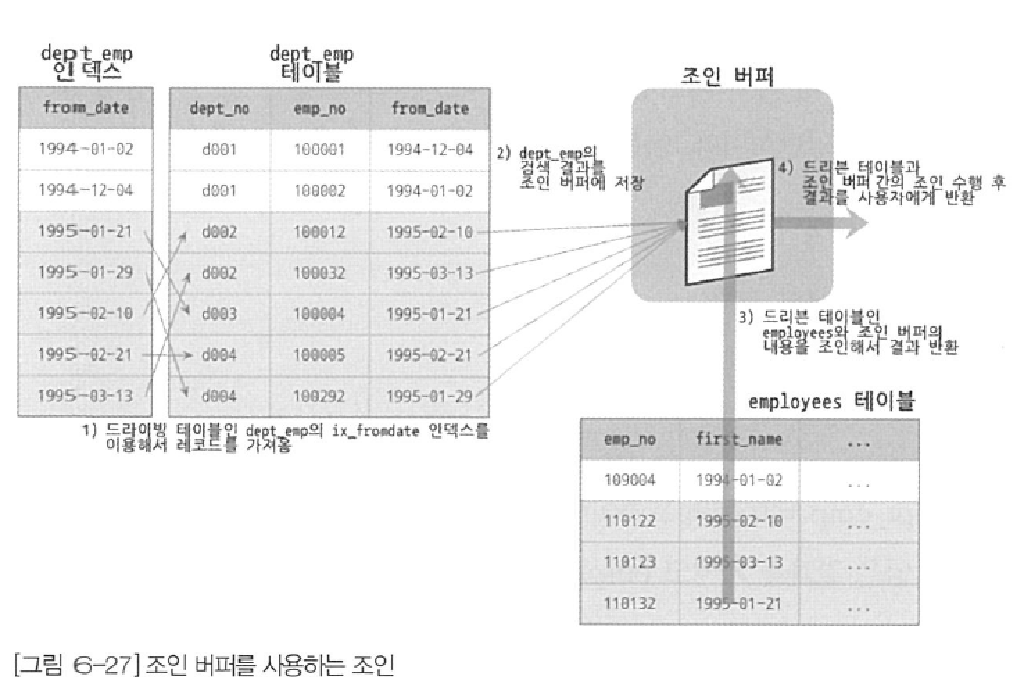 dept_emp
인덱스
dept_emp
테이블
조인 버퍼
fromm_date
dept_no emp_no from_date
1994-01-02 d001 100001 1994-12-04
1994-12-04 d001 100002 1994-01-02
1995-01-21 d002 100012 1995-02-10
1995-01-29 d002 100032 1995-03-13
1995-02-10 d003 100004 1995-01-21
1995-02-21 d004 100005 1995-02-21
1995-03-13 d004 100292 1995-01-29
1) 드라이빙 테이블인 dept_emp의 ix_fromdate 인덱스를
이용해서 레코드를 가져옴
2) dept_emp의
검색 결과를
조인 버퍼에 저장
4) 드리븐 테이블과
조인 버퍼 간의 조인 수행 후
결과를 사용자에게 반환
3) 드리븐 테이블인
employees와 조인 버퍼의
내용을 조인해서 결과 반환
employees 테이블
emp_no first_name ...
109004 1994-01-02 ...
110122 1995-02-10 ...
110123 1995-03-13 ...
110132 1995-01-21 ...
[그림 6-27] 조인 버퍼를 사용하는 조인